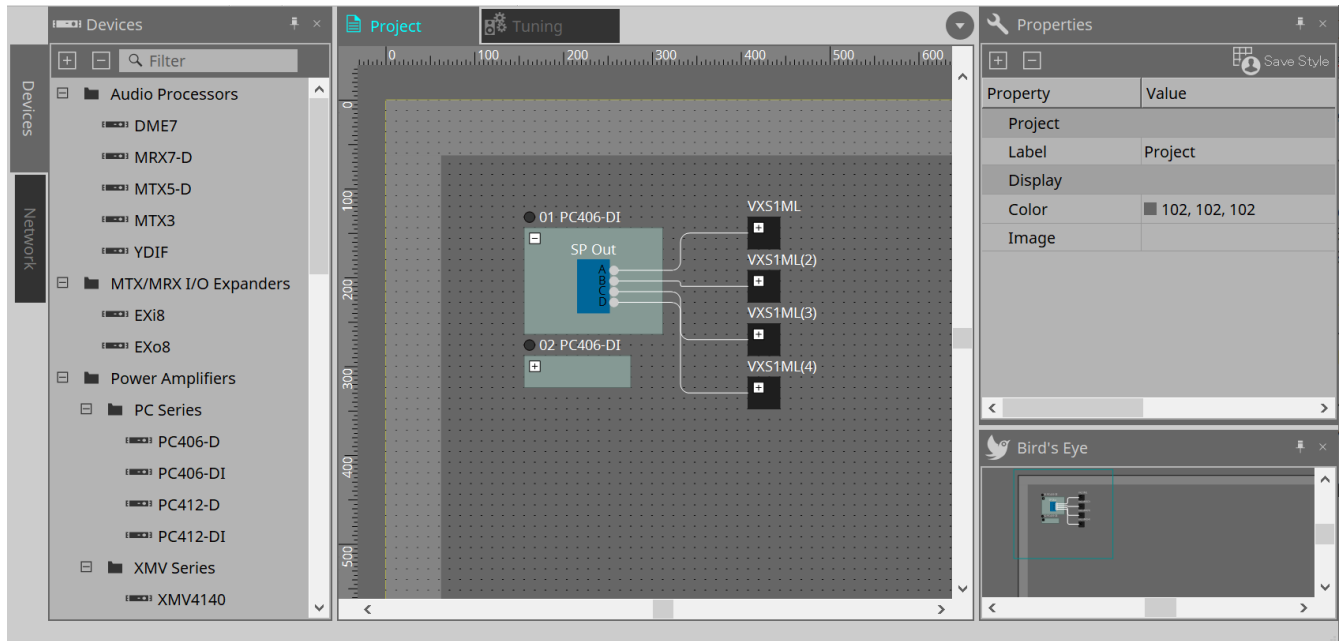 Devices
Filter
Devices
Network
Audio Processors
DME7
MRX7-D
MTX5-D
MTX3
YDIF
MTX/MRX I/O Expanders
EXi8
EXo8
Power Amplifiers
PC Series
PC406-D
PC406-DI
PC412-D
PC412-DI
XMV Series
XMV4140
Project
Tuning
0 100 200 300 400 500 600
0
100
200
300
400
500
01 PC406-DI
SP Out
A
B
C
D
02 PC406-DI
VXS1ML
VXS1ML(2)
VXS1ML(3)
VXS1ML(4)
Properties
Save Style
Property Value
Project
Label Project
Display
Color 102, 102, 102
Image
Bird's Eye